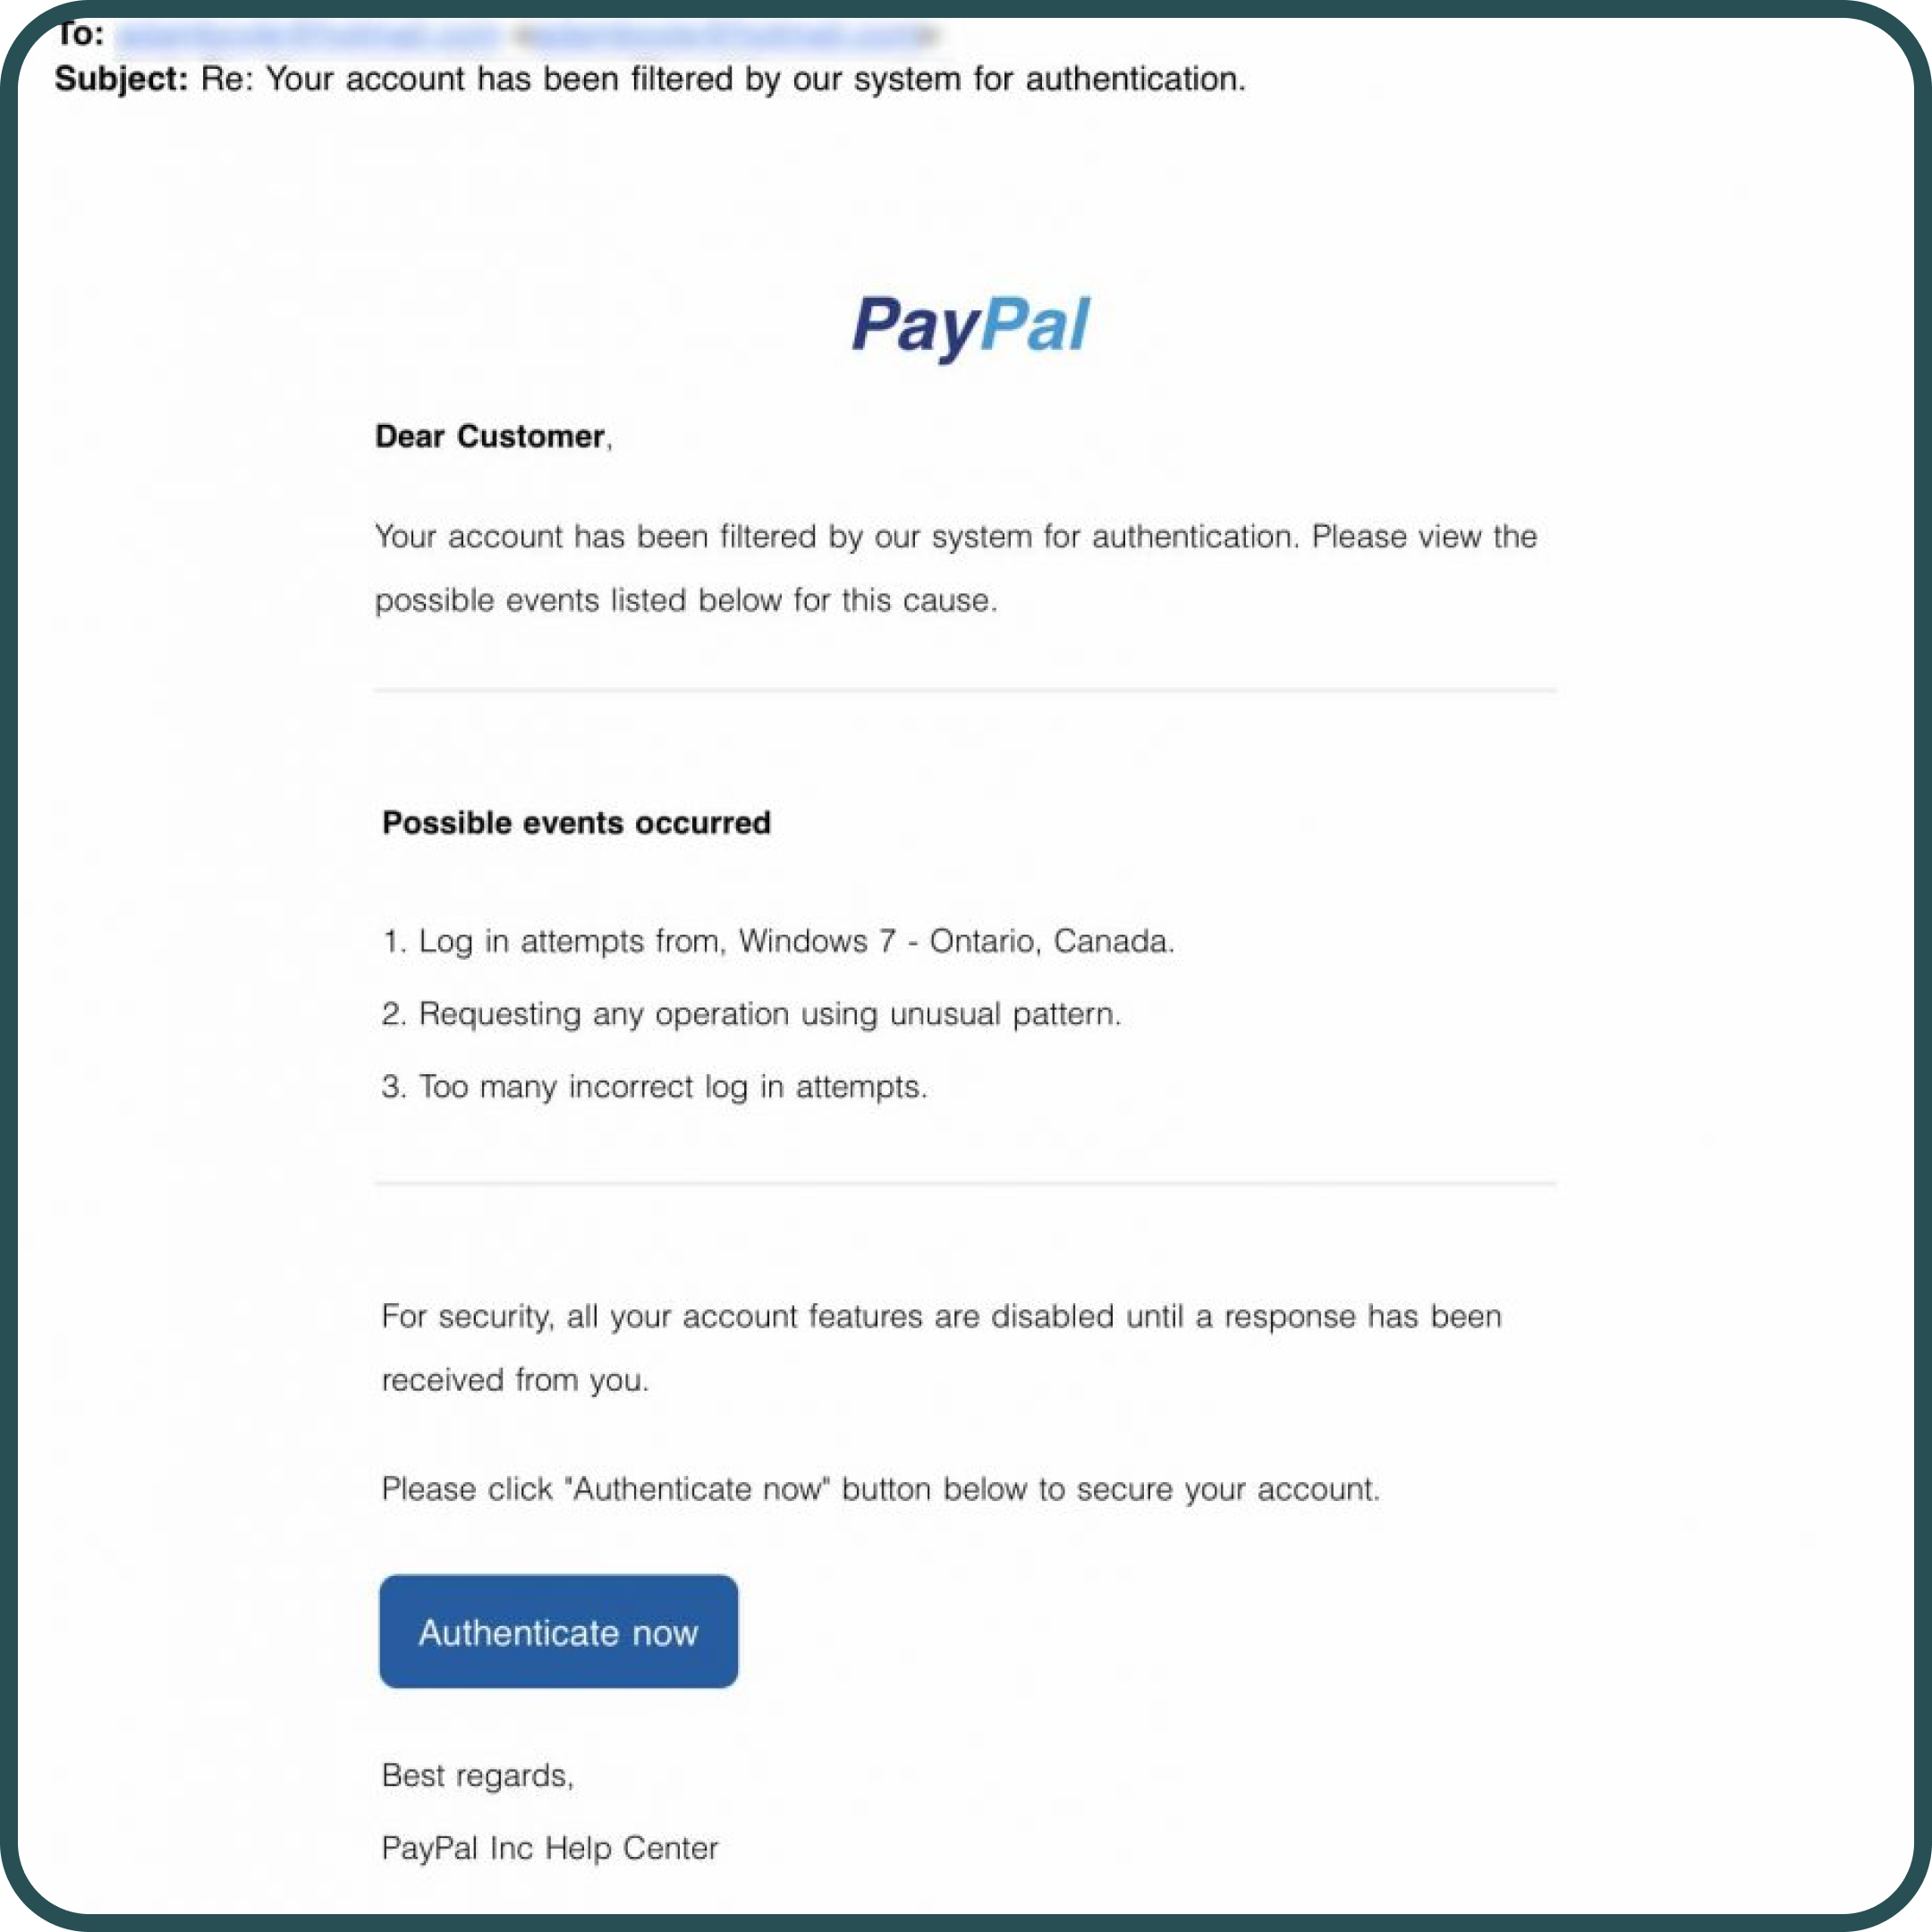 To:
Subject: Re: Your account has been filtered by our system for authentication.
PayPal
Dear Customer,
Your account has been filtered by our system for authentication. Please view the
possible events listed below for this cause.
Possible events occurred
1. Log in attempts from, Windows 7 - Ontario, Canada.
2. Requesting any operation using unusual pattern.
3. Too many incorrect log in attempts.
For security, all your account features are disabled until a response has been
received from you.
Please click "Authenticate now" button below to secure your account.
Authenticate now
Best regards,
PayPal Inc Help Center